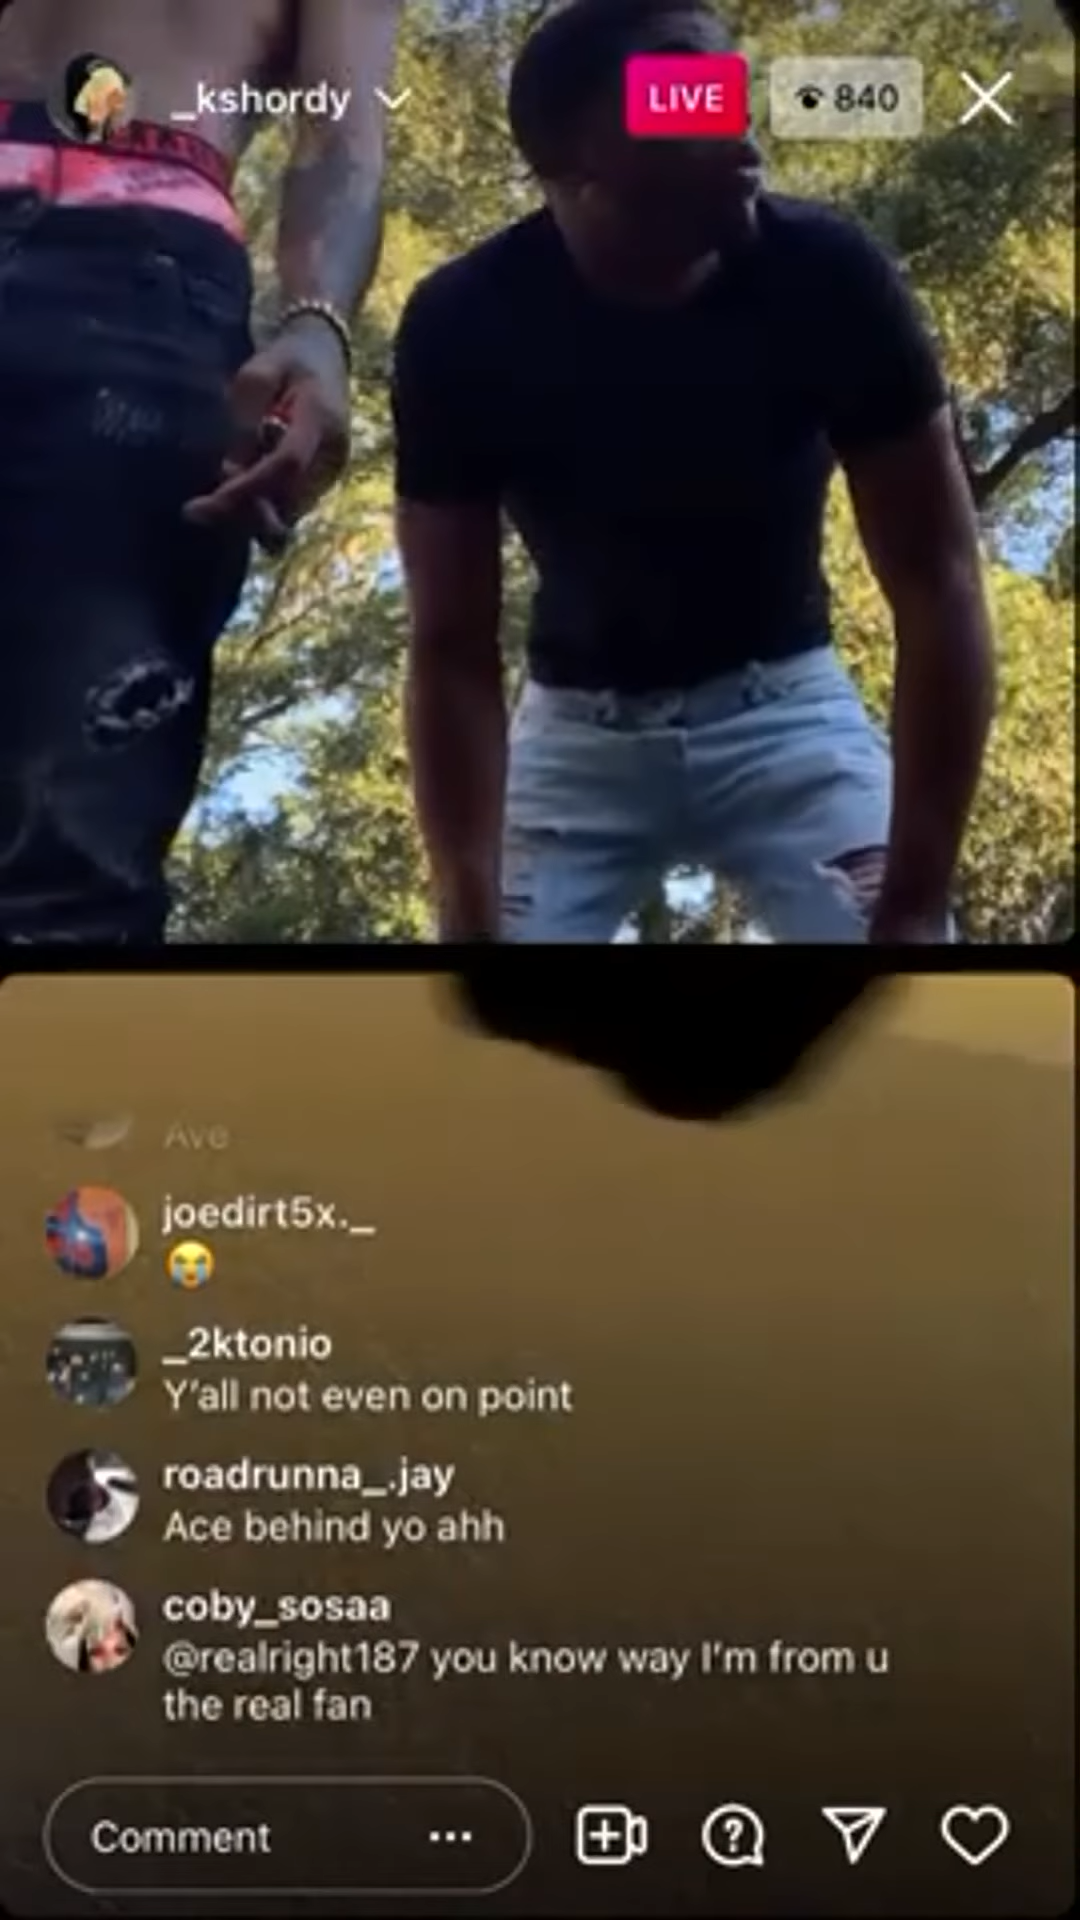 _kshordy
LIVE
840
Ave
joedirt5x._
😭
_2ktonio
Y'all not even on point
roadrunna_.jay
Ace behind yo ahh
coby_sosaa
@realright187 you know way I'm from u
the real fan
Comment